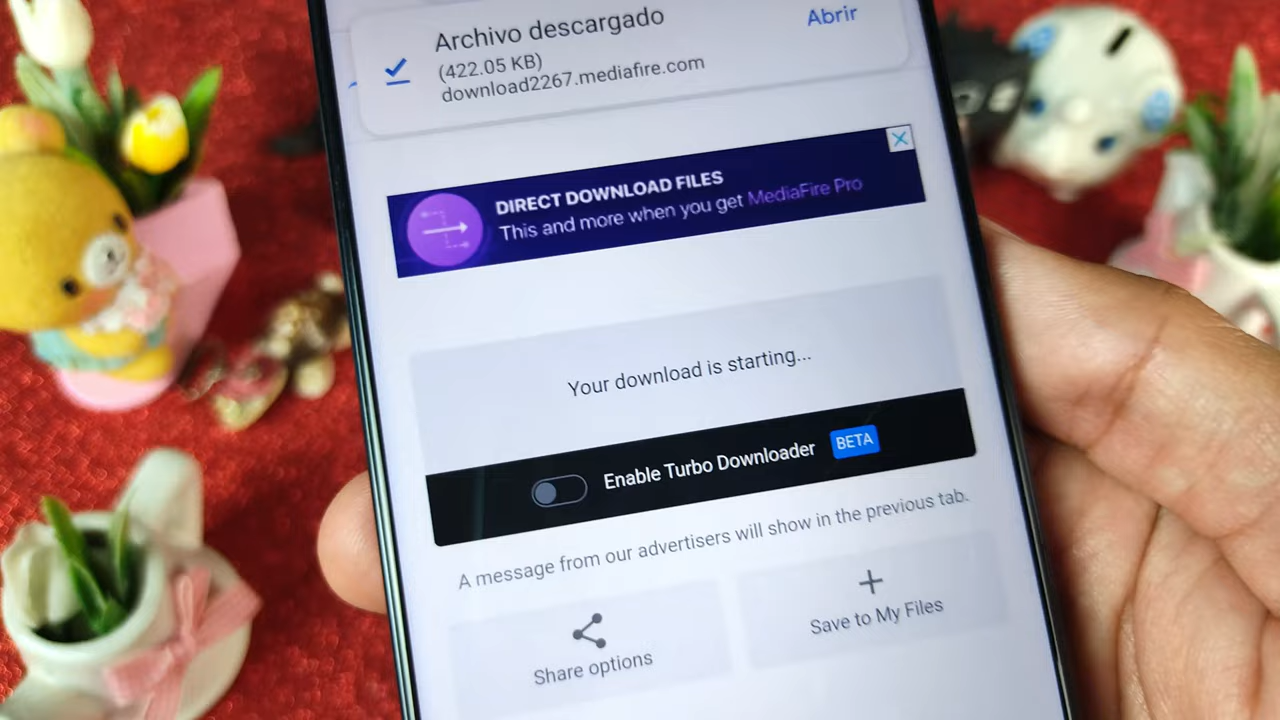 Archivo descargado
Abrir
(422.05 KB)
download2267.mediafire.com
DIRECT DOWNLOAD FILES
This and more when you get MediaFire Pro
Your download is starting...
Enable Turbo Downloader BETA
A message from our advertisers will show in the previous tab.
Share options
Save to My Files